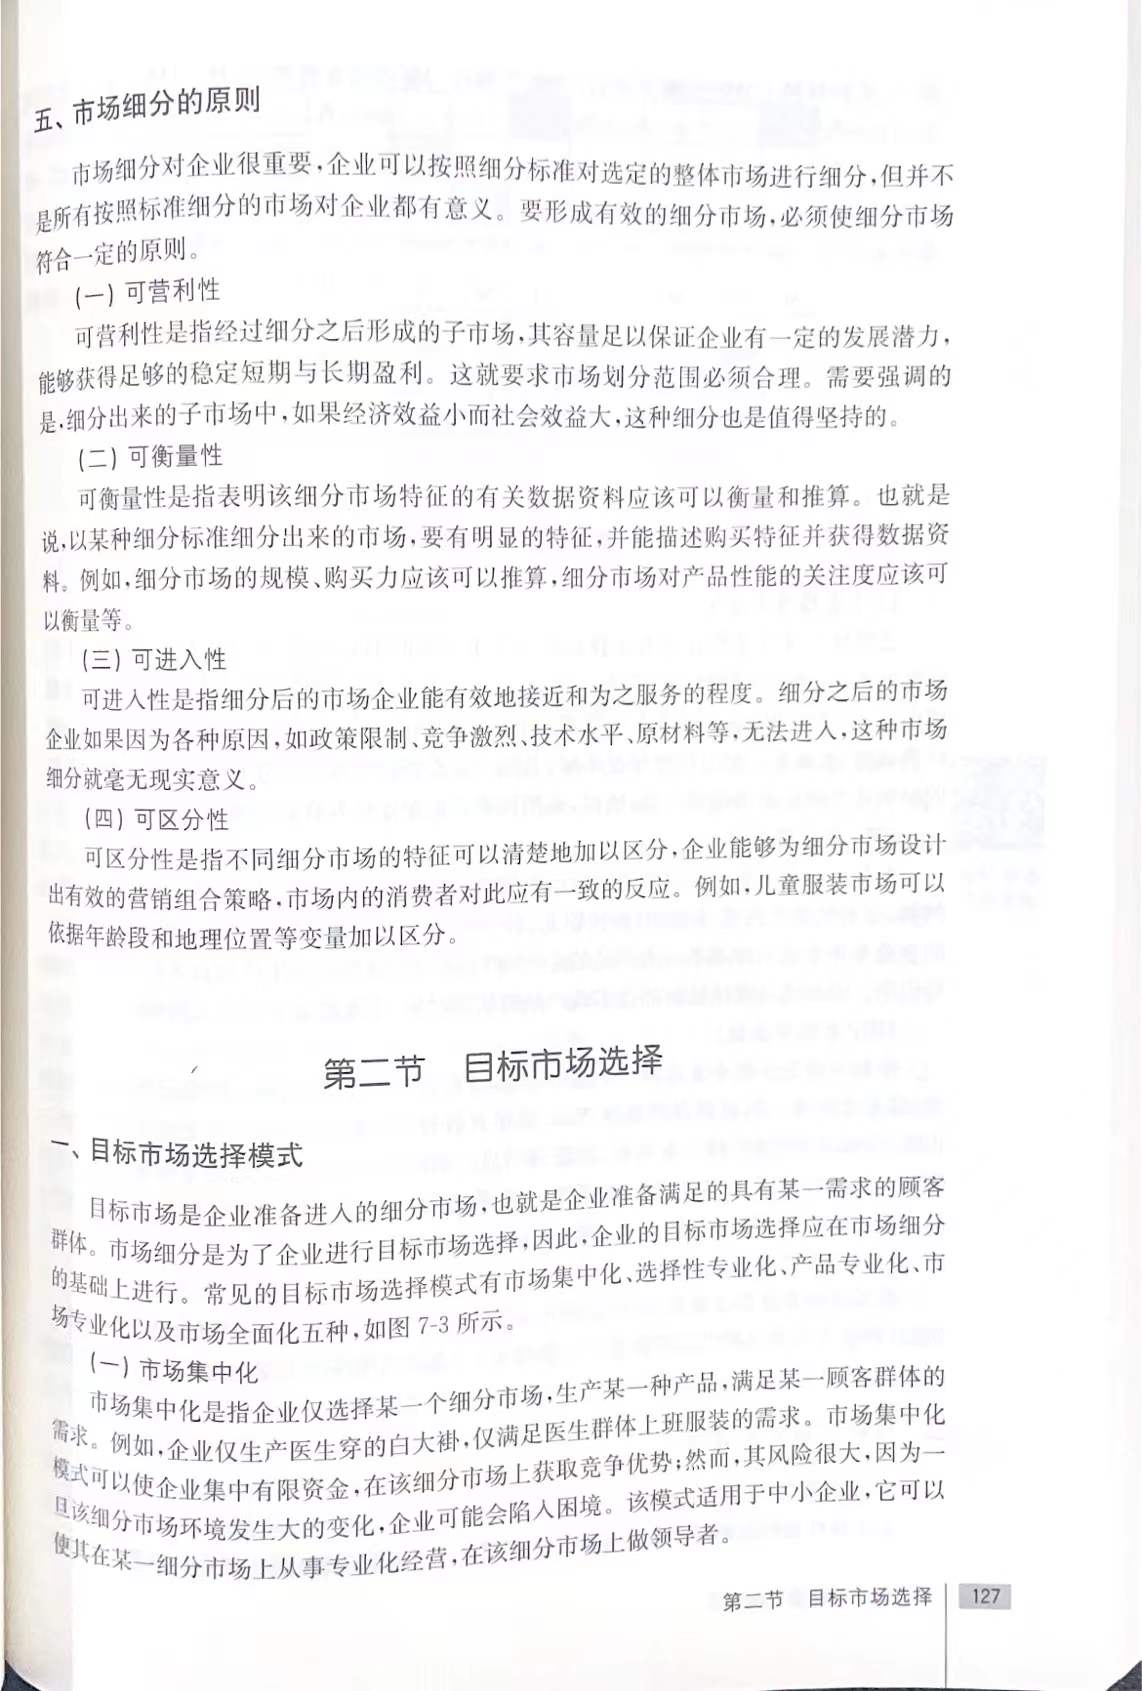 五、市场细分的原则
市场细分对企业很重要,企业可以按照细分标准对选定的整体市场进行细分,但并不
是所有按照标准细分的市场对企业都有意义。要形成有效的细分市场,必须使细分市场
符合一定的原则。
(一) 可营利性
可营利性是指经过细分之后形成的子市场,其容量足以保证企业有一定的发展潜力,
能够获得足够的稳定短期与长期盈利。这就要求市场划分范围必须合理。需要强调的
是,细分出来的子市场中,如果经济效益小而社会效益大,这种细分也是值得坚持的。
(二) 可衡量性
可衡量性是指表明该细分市场特征的有关数据资料应该可以衡量和推算。也就是
说,以某种细分标准细分出来的市场,要有明显的特征,并能描述购买特征并获得数据资
料。例如,细分市场的规模、购买力应该可以推算,细分市场对产品性能的关注度应该可
以衡量等。
(三) 可进入性
可进入性是指细分后的市场企业能有效地接近和为之服务的程度。细分之后的市场
企业如果因为各种原因,如政策限制、竞争激烈、技术水平、原材料等,无法进入,这种市场
细分就毫无现实意义。
(四) 可区分性
可区分性是指不同细分市场的特征可以清楚地加以区分,企业能够为细分市场设计
出有效的营销组合策略,市场内的消费者对此应有一致的反应。例如,儿童服装市场可以
依据年龄段和地理位置等变量加以区分。
第二节 目标市场选择
一、目标市场选择模式
目标市场是企业准备进入的细分市场,也就是企业准备满足的具有某一需求的顾客
群体。市场细分是为了企业进行目标市场选择,因此,企业的目标市场选择应在市场细分
的基础上进行。常见的目标市场选择模式有市场集中化、选择性专业化、产品专业化、市
场专业化以及市场全面化五种,如图 7-3 所示。
(一) 市场集中化
市场集中化是指企业仅选择某一个细分市场,生产某一种产品,满足某一顾客群体的
需求。例如,企业仅生产医生穿的白大褂,仅满足医生群体上班服装的需求。市场集中化
模式可以使企业集中有限资金,在该细分市场上获取竞争优势;然而,其风险很大,因为一
旦该细分市场环境发生大的变化,企业可能会陷入困境。该模式适用于中小企业,它可以
使其在某一细分市场上从事专业化经营,在该细分市场上做领导者。
第二节 目标市场选择 127